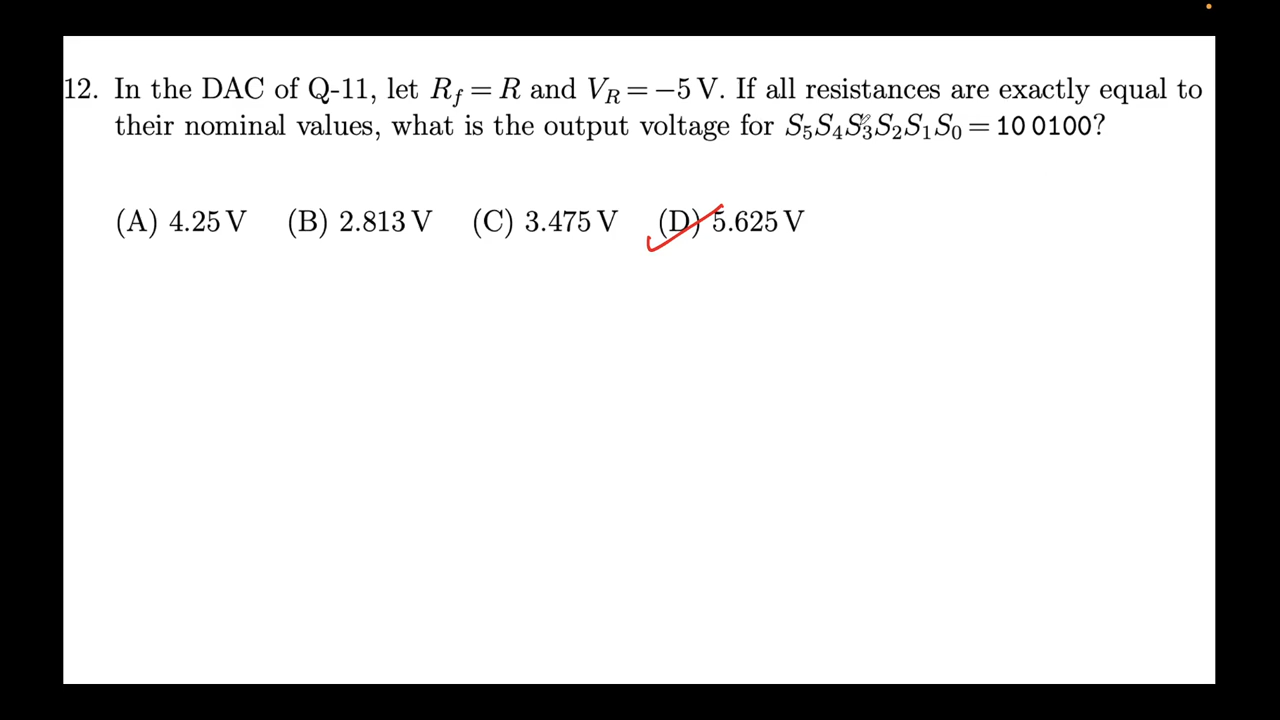 12. In the DAC of Q-11, let R_f = R and V_R = −5 V. If all resistances are exactly equal to
their nominal values, what is the output voltage for S_5S_4S_3S_2S_1S_0 = 10 0100?
(A) 4.25 V (B) 2.813 V (C) 3.475 V (D) 5.625 V